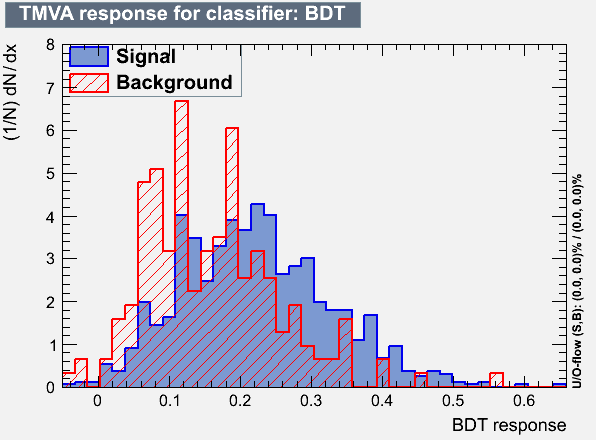 TMVA response for classifier: BDT
(1/N) dN / dx
Signal
Background
8
7
6
5
4
3
2
1
0
0 0.1 0.2 0.3 0.4 0.5 0.6
BDT response
U/O-flow (S,B): (0.0, 0.0)% / (0.0, 0.0)%